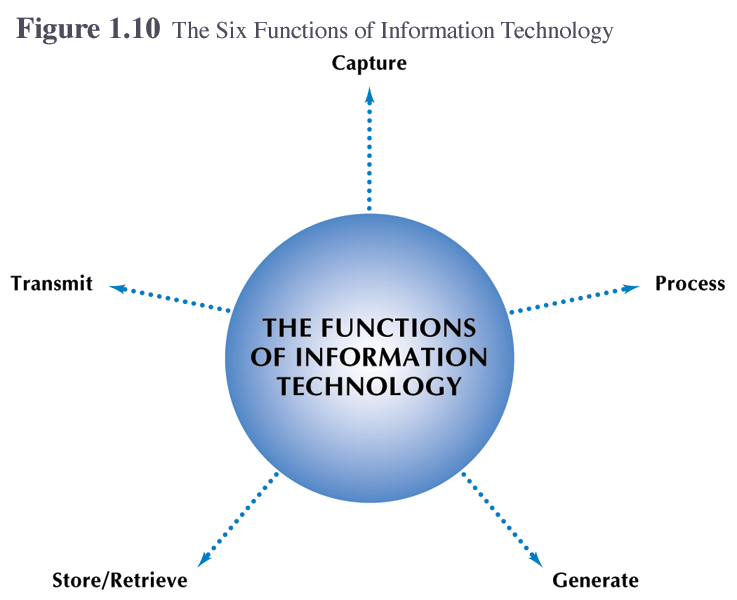 Figure 1.10 The Six Functions of Information Technology
Capture
Transmit
Process
THE FUNCTIONS
OF INFORMATION
TECHNOLOGY
Store/Retrieve
Generate